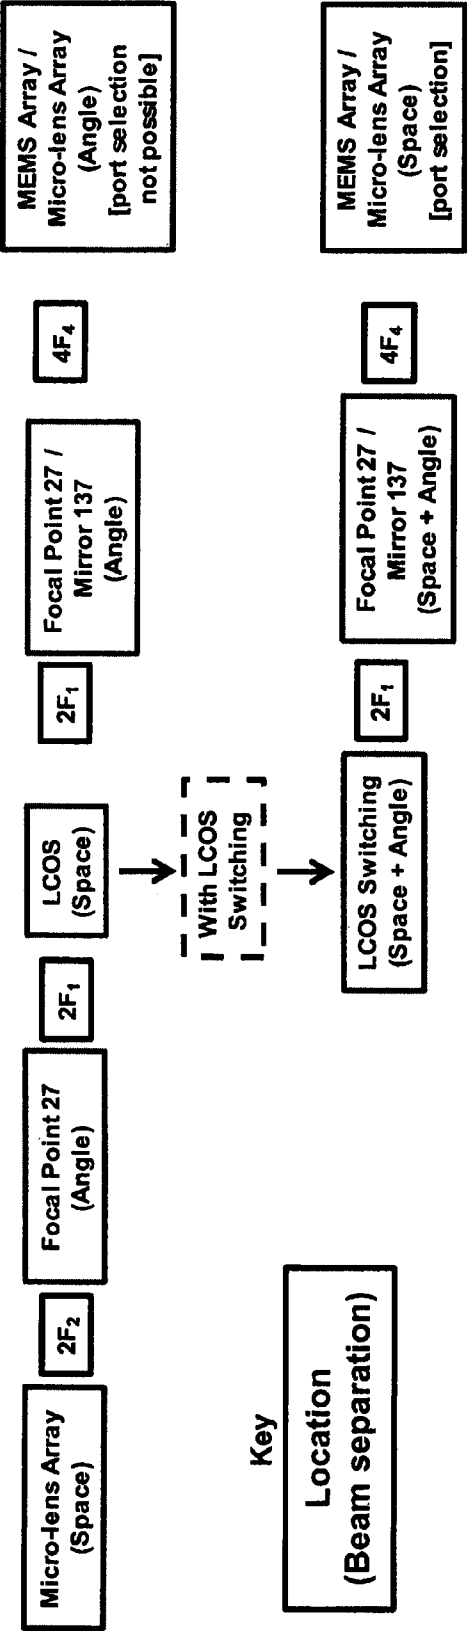 Micro-lens Array
(Space)
2F2
Focal Point 27
(Angle)
2F1
LCOS
(Space)
2F1
Focal Point 27 /
Mirror 137
(Angle)
4F4
MEMS Array /
Micro-lens Array
(Angle)
[port selection
not possible]
With LCOS
Switching
LCOS Switching
(Space + Angle)
2F1
Focal Point 27 /
Mirror 137
(Space + Angle)
4F4
MEMS Array /
Micro-lens Array
(Space)
[port selection]
Key
Location
(Beam separation)